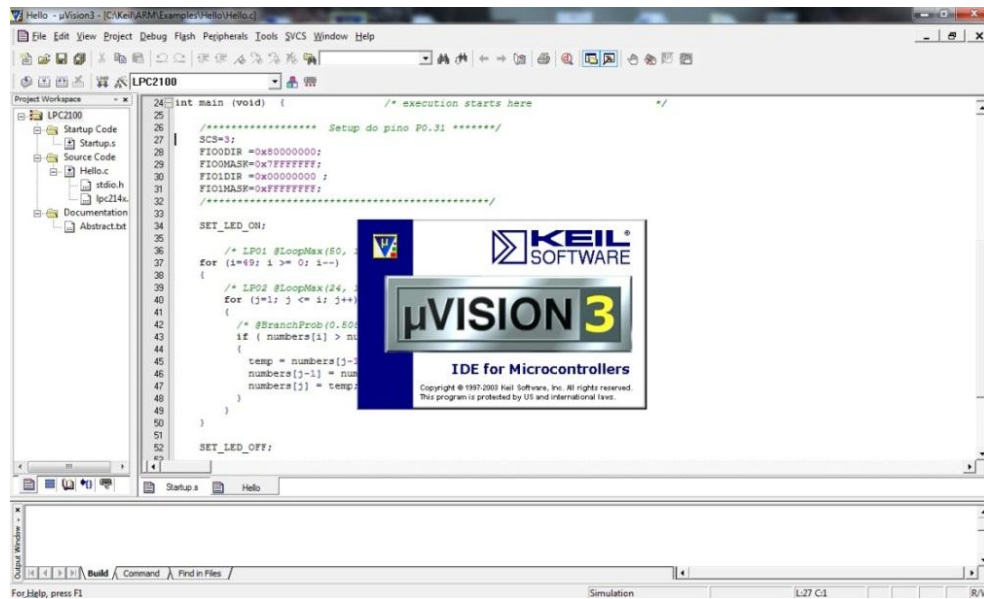 Hello - µVision3 - [C:\Keil\ARM\Examples\Hello\Hello.c]
File Edit View Project Debug Flash Peripherals Tools SVCS Window Help
LPC2100
Project Workspace
LPC2100
Startup Code
Startup.s
Source Code
Hello.c
stdio.h
lpc214x.
Documentation
Abstract.txt
24 int main (void) { /* execution starts here */
25
26 /****************** Setup do pino P0.31 *******/
27 SCS=3;
28 FIO0DIR =0x80000000;
29 FIO0MASK=0x7FFFFFFF;
30 FIO1DIR =0x00000000 ;
31 FIO1MASK=0xFFFFFFFF;
32 /*********************************************/
33
34 SET_LED_ON;
35
36 /* LP01 @LoopMax(50,
37 for (i=49; i >= 0; i--)
38 {
39 /* LP02 @LoopMax(24,
40 for (j=1; j <= i; j++)
41 {
42 /* @BranchProb(0.50
43 if ( numbers[i] > nu
44 {
45 temp = numbers[j-1
46 numbers[j-1] = num
47 numbers[j] = temp;
48 }
49 }
50 }
51
52 SET_LED_OFF;
KEIL
SOFTWARE
µVISION 3
IDE for Microcontrollers
Copyright © 1997-2003 Keil Software, Inc. All rights reserved.
This program is protected by US and international laws.
Startup.s Hello
Output Window
Build Command Find in Files
For Help, press F1 Simulation L:27 C:1 R/W